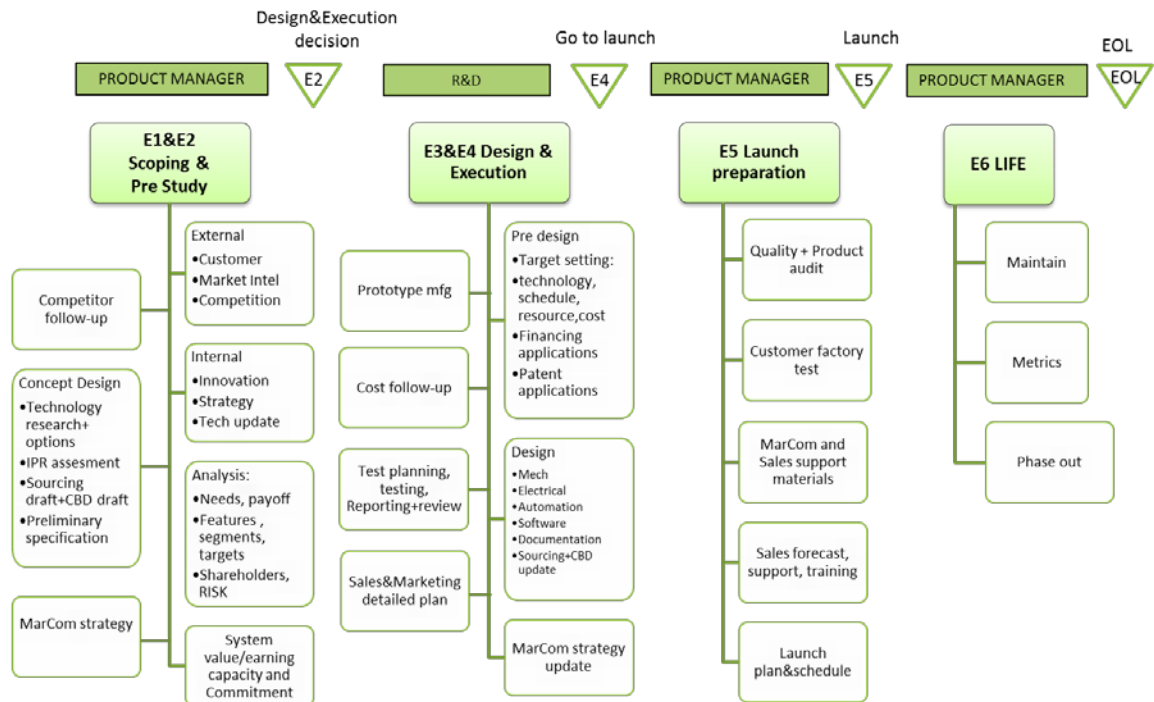 Design&Execution
decision
Go to launch
Launch
EOL
PRODUCT MANAGER
E2
R&D
E4
PRODUCT MANAGER
E5
PRODUCT MANAGER
EOL
E1&E2
Scoping &
Pre Study
External
•Customer
•Market Intel
•Competition
Competitor
follow-up
Internal
•Innovation
•Strategy
•Tech update
Concept Design
•Technology
research+
options
•IPR assesment
•Sourcing
draft+CBD draft
•Preliminary
specification
Analysis:
•Needs, payoff
•Features ,
segments,
targets
•Shareholders,
RISK
MarCom strategy
System
value/earning
capacity and
Commitment
E3&E4 Design &
Execution
Pre design
•Target setting:
•technology,
schedule,
resource,cost
•Financing
applications
•Patent
applications
Prototype mfg
Cost follow-up
Design
•Mech
•Electrical
•Automation
•Software
•Documentation
•Sourcing+CBD
update
Test planning,
testing,
Reporting+review
Sales&Marketing
detailed plan
MarCom strategy
update
E5 Launch
preparation
Quality + Product
audit
Customer factory
test
MarCom and
Sales support
materials
Sales forecast,
support, training
Launch
plan&schedule
E6 LIFE
Maintain
Metrics
Phase out